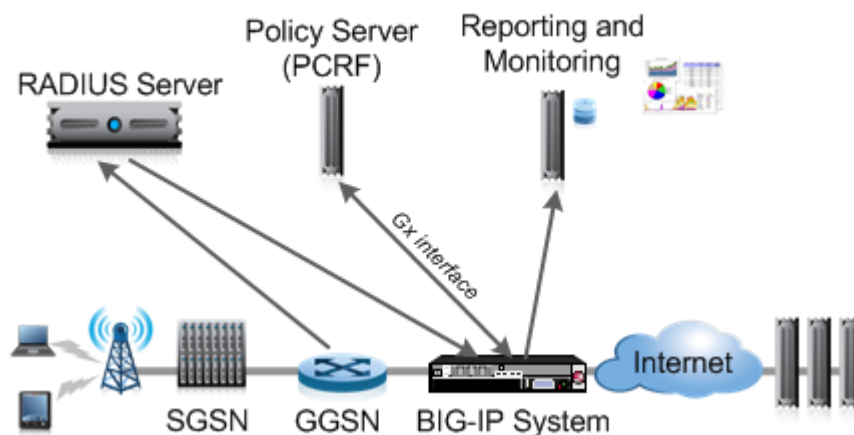 Policy Server
(PCRF)
Reporting and
Monitoring
RADIUS Server
Gx interface
Internet
SGSN
GGSN
BIG-IP System